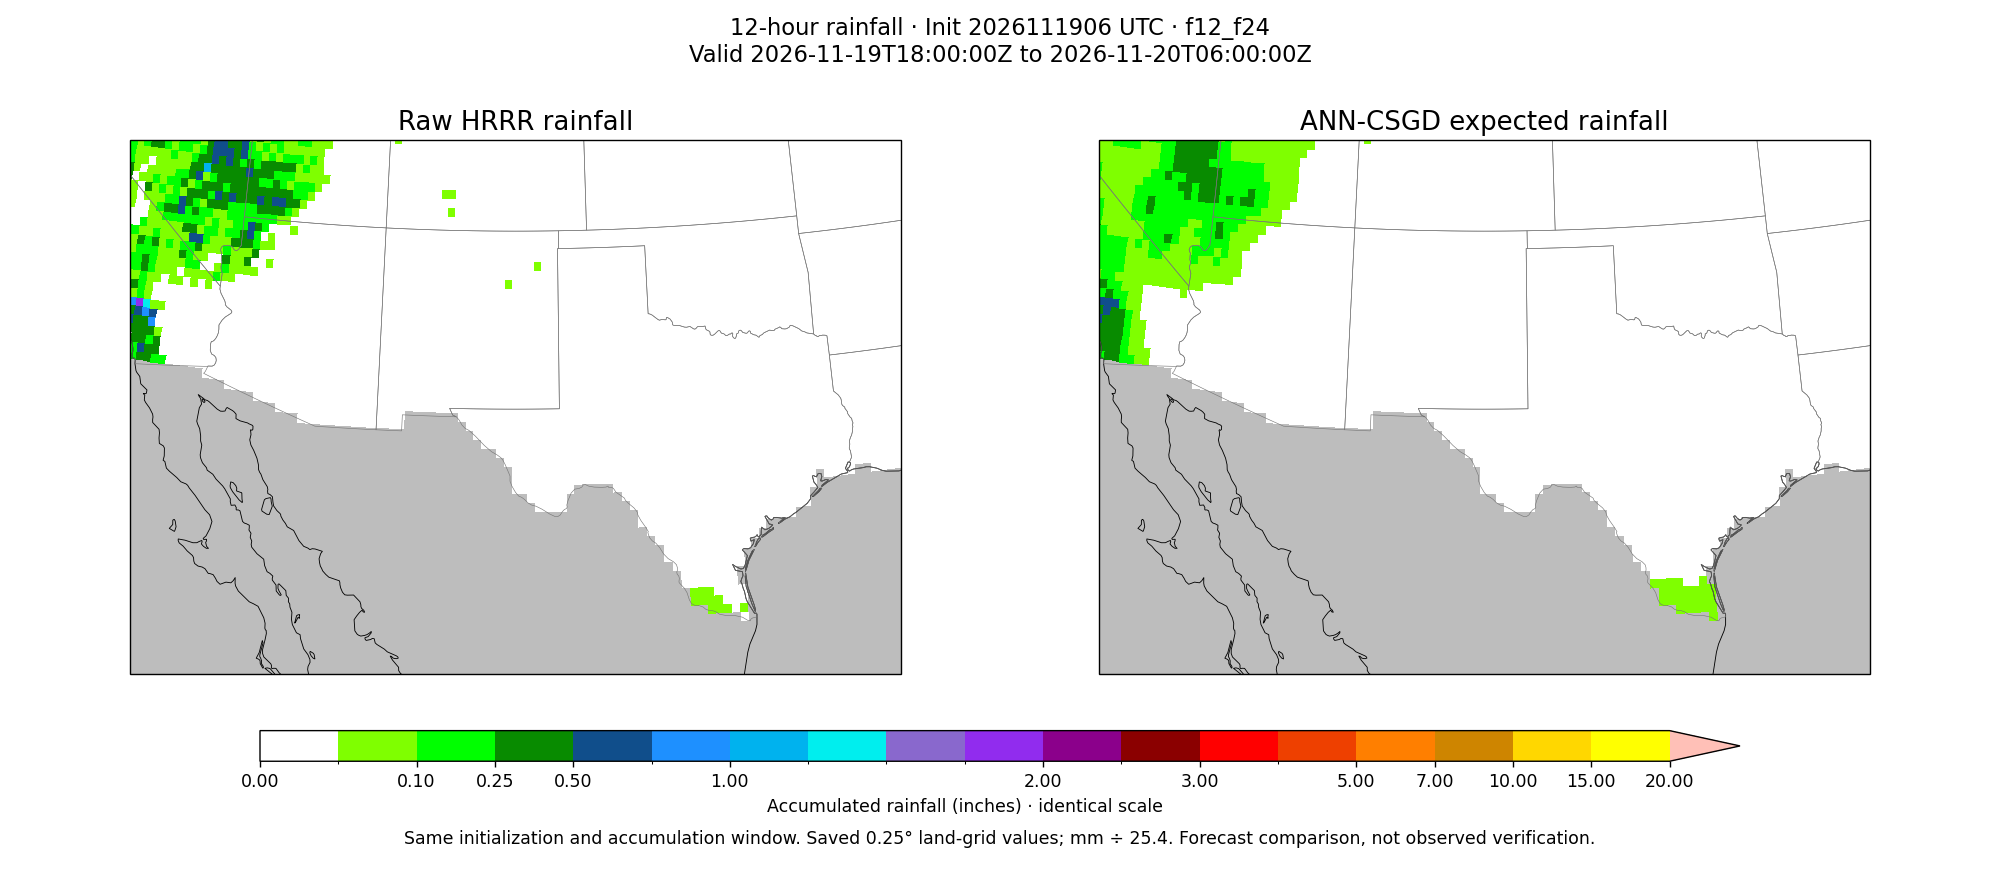 12-hour rainfall · Init 2026111906 UTC · f12_f24
Valid 2026-11-19T18:00:00Z to 2026-11-20T06:00:00Z
Raw HRRR rainfall
ANN-CSGD expected rainfall
0.00 0.10 0.25 0.50 1.00 2.00 3.00 5.00 7.00 10.00 15.00 20.00
Accumulated rainfall (inches) · identical scale
Same initialization and accumulation window. Saved 0.25° land-grid values; mm ÷ 25.4. Forecast comparison, not observed verification.